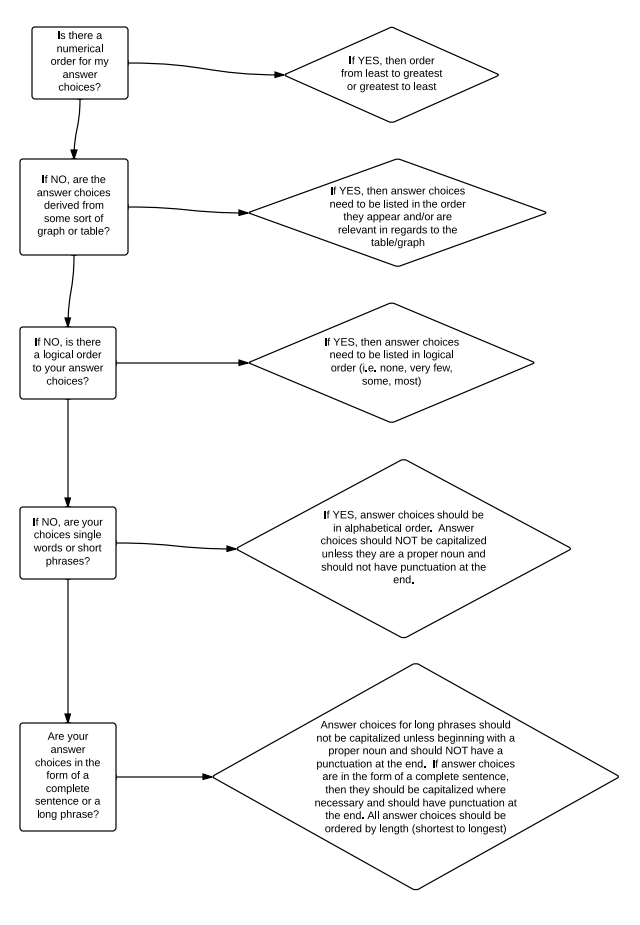 Is there a
numerical
order for my
answer
choices?
If YES, then order
from least to greatest
or greatest to least
If NO, are the
answer choices
derived from
some sort of
graph or table?
If YES, then answer choices
need to be listed in the order
they appear and/or are
relevant in regards to the
table/graph
If NO, is there
a logical order
to your answer
choices?
If YES, then answer choices
need to be listed in logical
order (i.e. none, very few,
some, most)
If NO, are your
choices single
words or short
phrases?
If YES, answer choices should be
in alphabetical order.  Answer
choices should NOT be capitalized
unless they are a proper noun and
should not have punctuation at the
end.
Are your
answer
choices in the
form of a
complete
sentence or a
long phrase?
Answer choices for long phrases should
not be capitalized unless beginning with a
proper noun and should NOT have a
punctuation at the end.  If answer choices
are in the form of a complete sentence,
then they should be capitalized where
necessary and should have punctuation at
the end. All answer choices should be
ordered by length (shortest to longest)